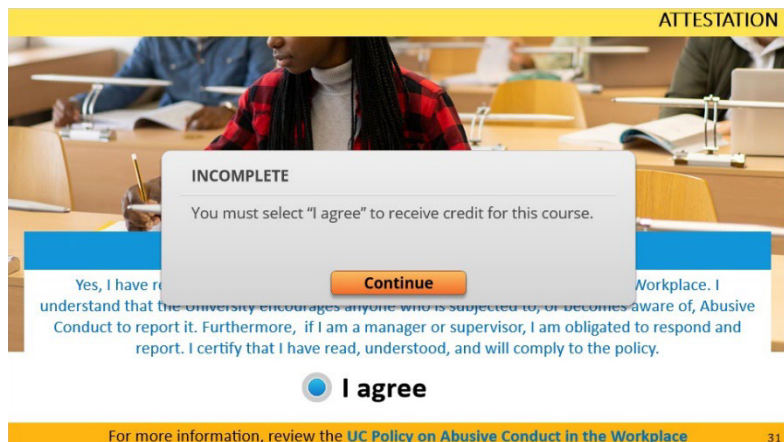 ATTESTATION
INCOMPLETE
You must select “I agree” to receive credit for this course.
Continue
Yes, I have Workplace. I
understand that the University encourages anyone who is subjected to, or becomes aware of, Abusive
Conduct to report it. Furthermore, if I am a manager or supervisor, I am obligated to respond and
report. I certify that I have read, understood, and will comply to the policy.
I agree
For more information, review the UC Policy on Abusive Conduct in the Workplace
31